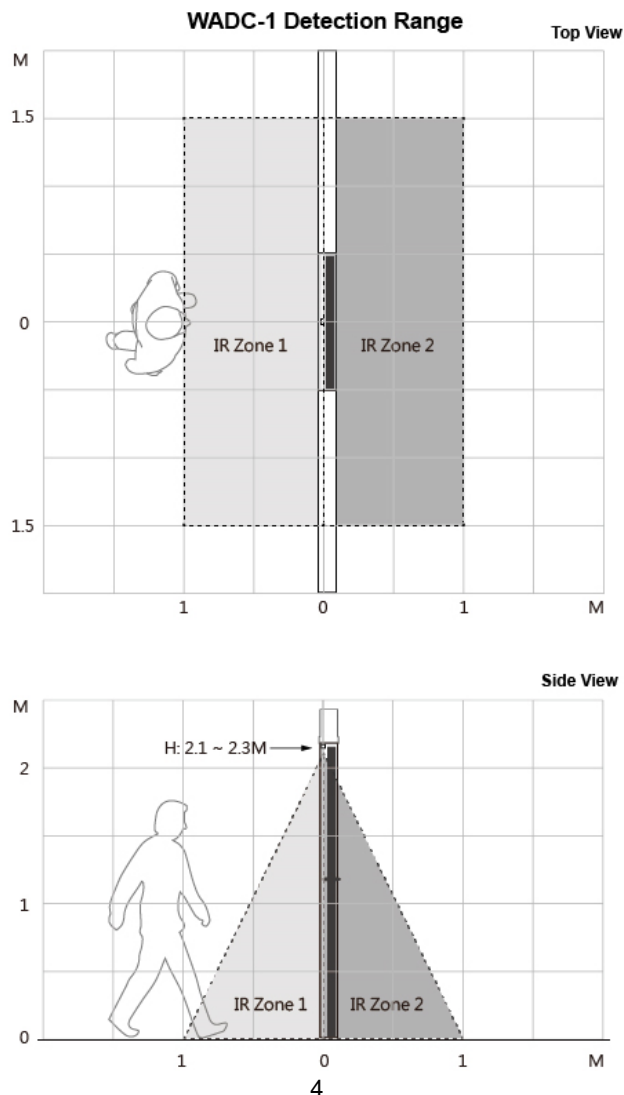 WADC-1 Detection Range
Top View
M
1.5
0
IR Zone 1
IR Zone 2
1.5
1
0
1
M
Side View
M
H: 2.1 ~ 2.3M
2
1
IR Zone 1
IR Zone 2
0
1
0
1
M
4